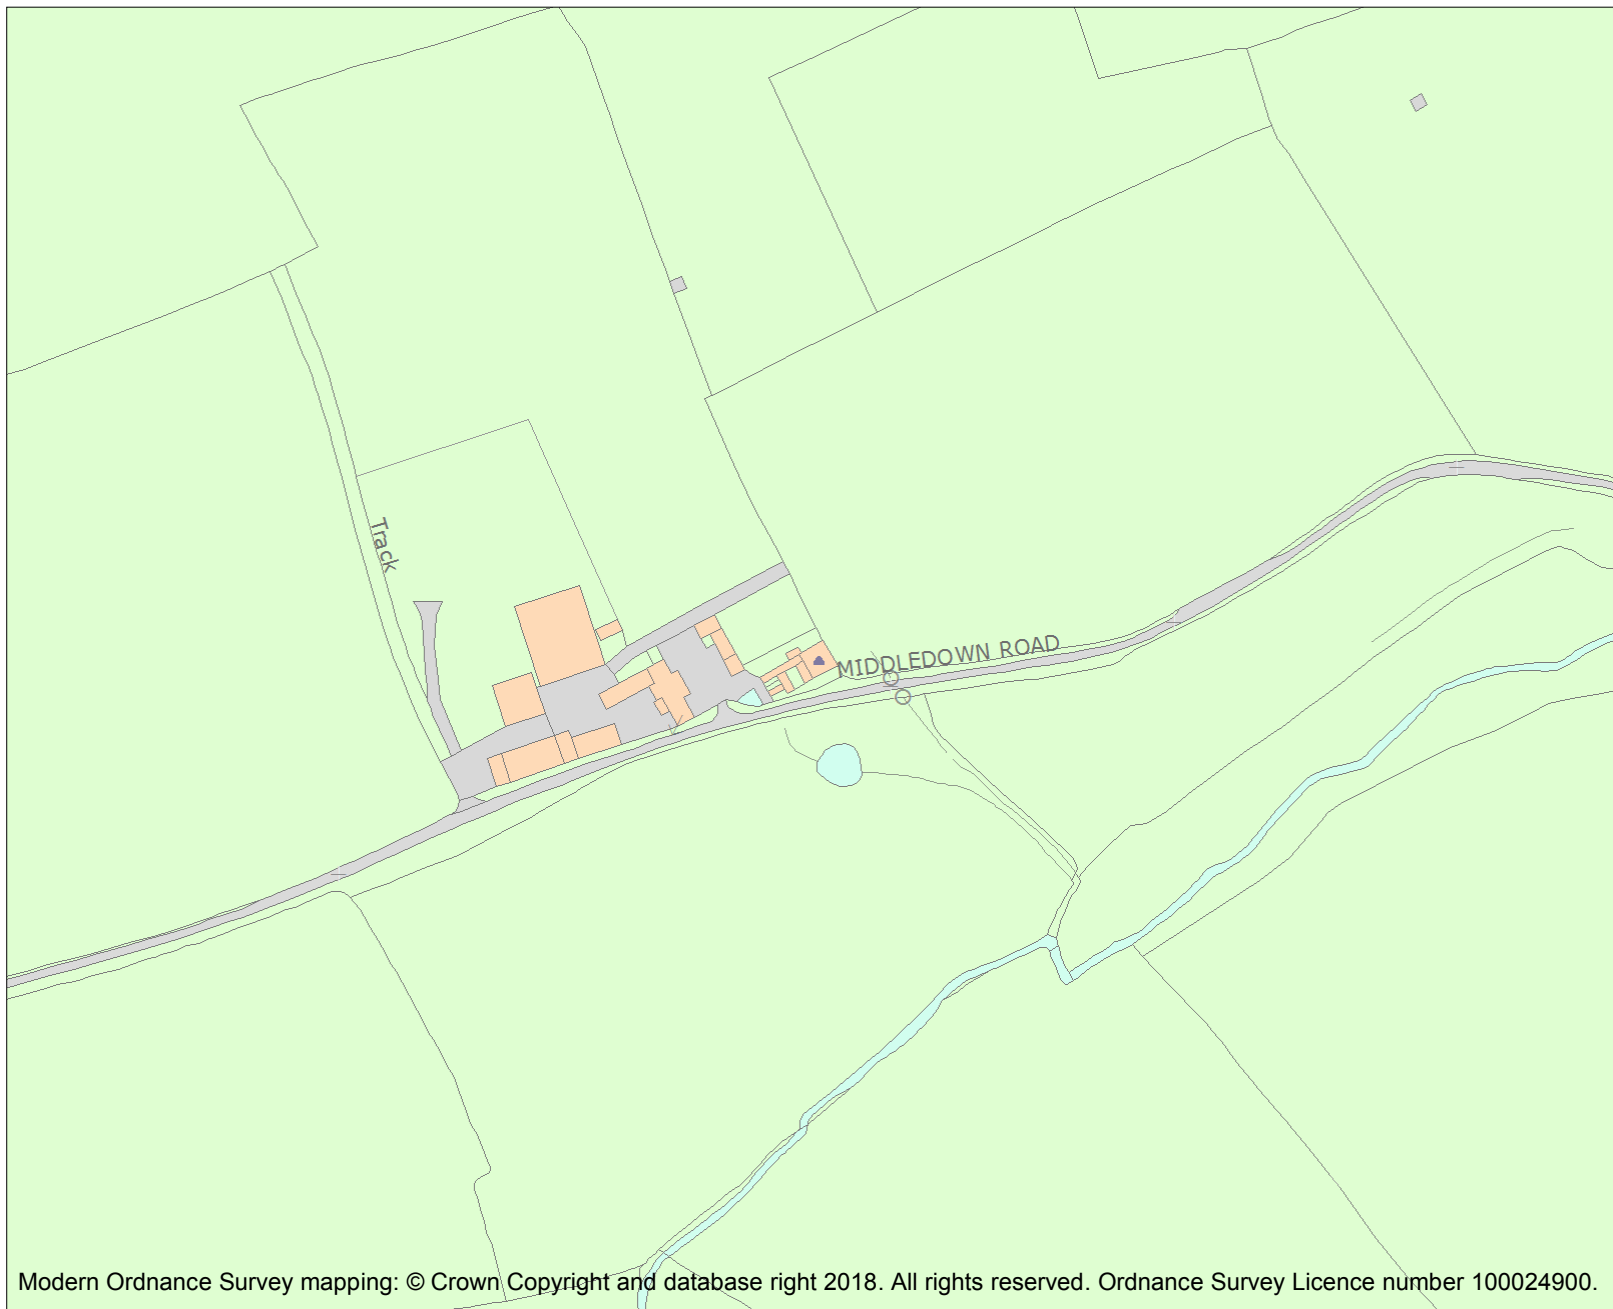 Track
MIDDLEDOWN ROAD
Modern Ordnance Survey mapping: © Crown Copyright and database right 2018. All rights reserved. Ordnance Survey Licence number 100024900.